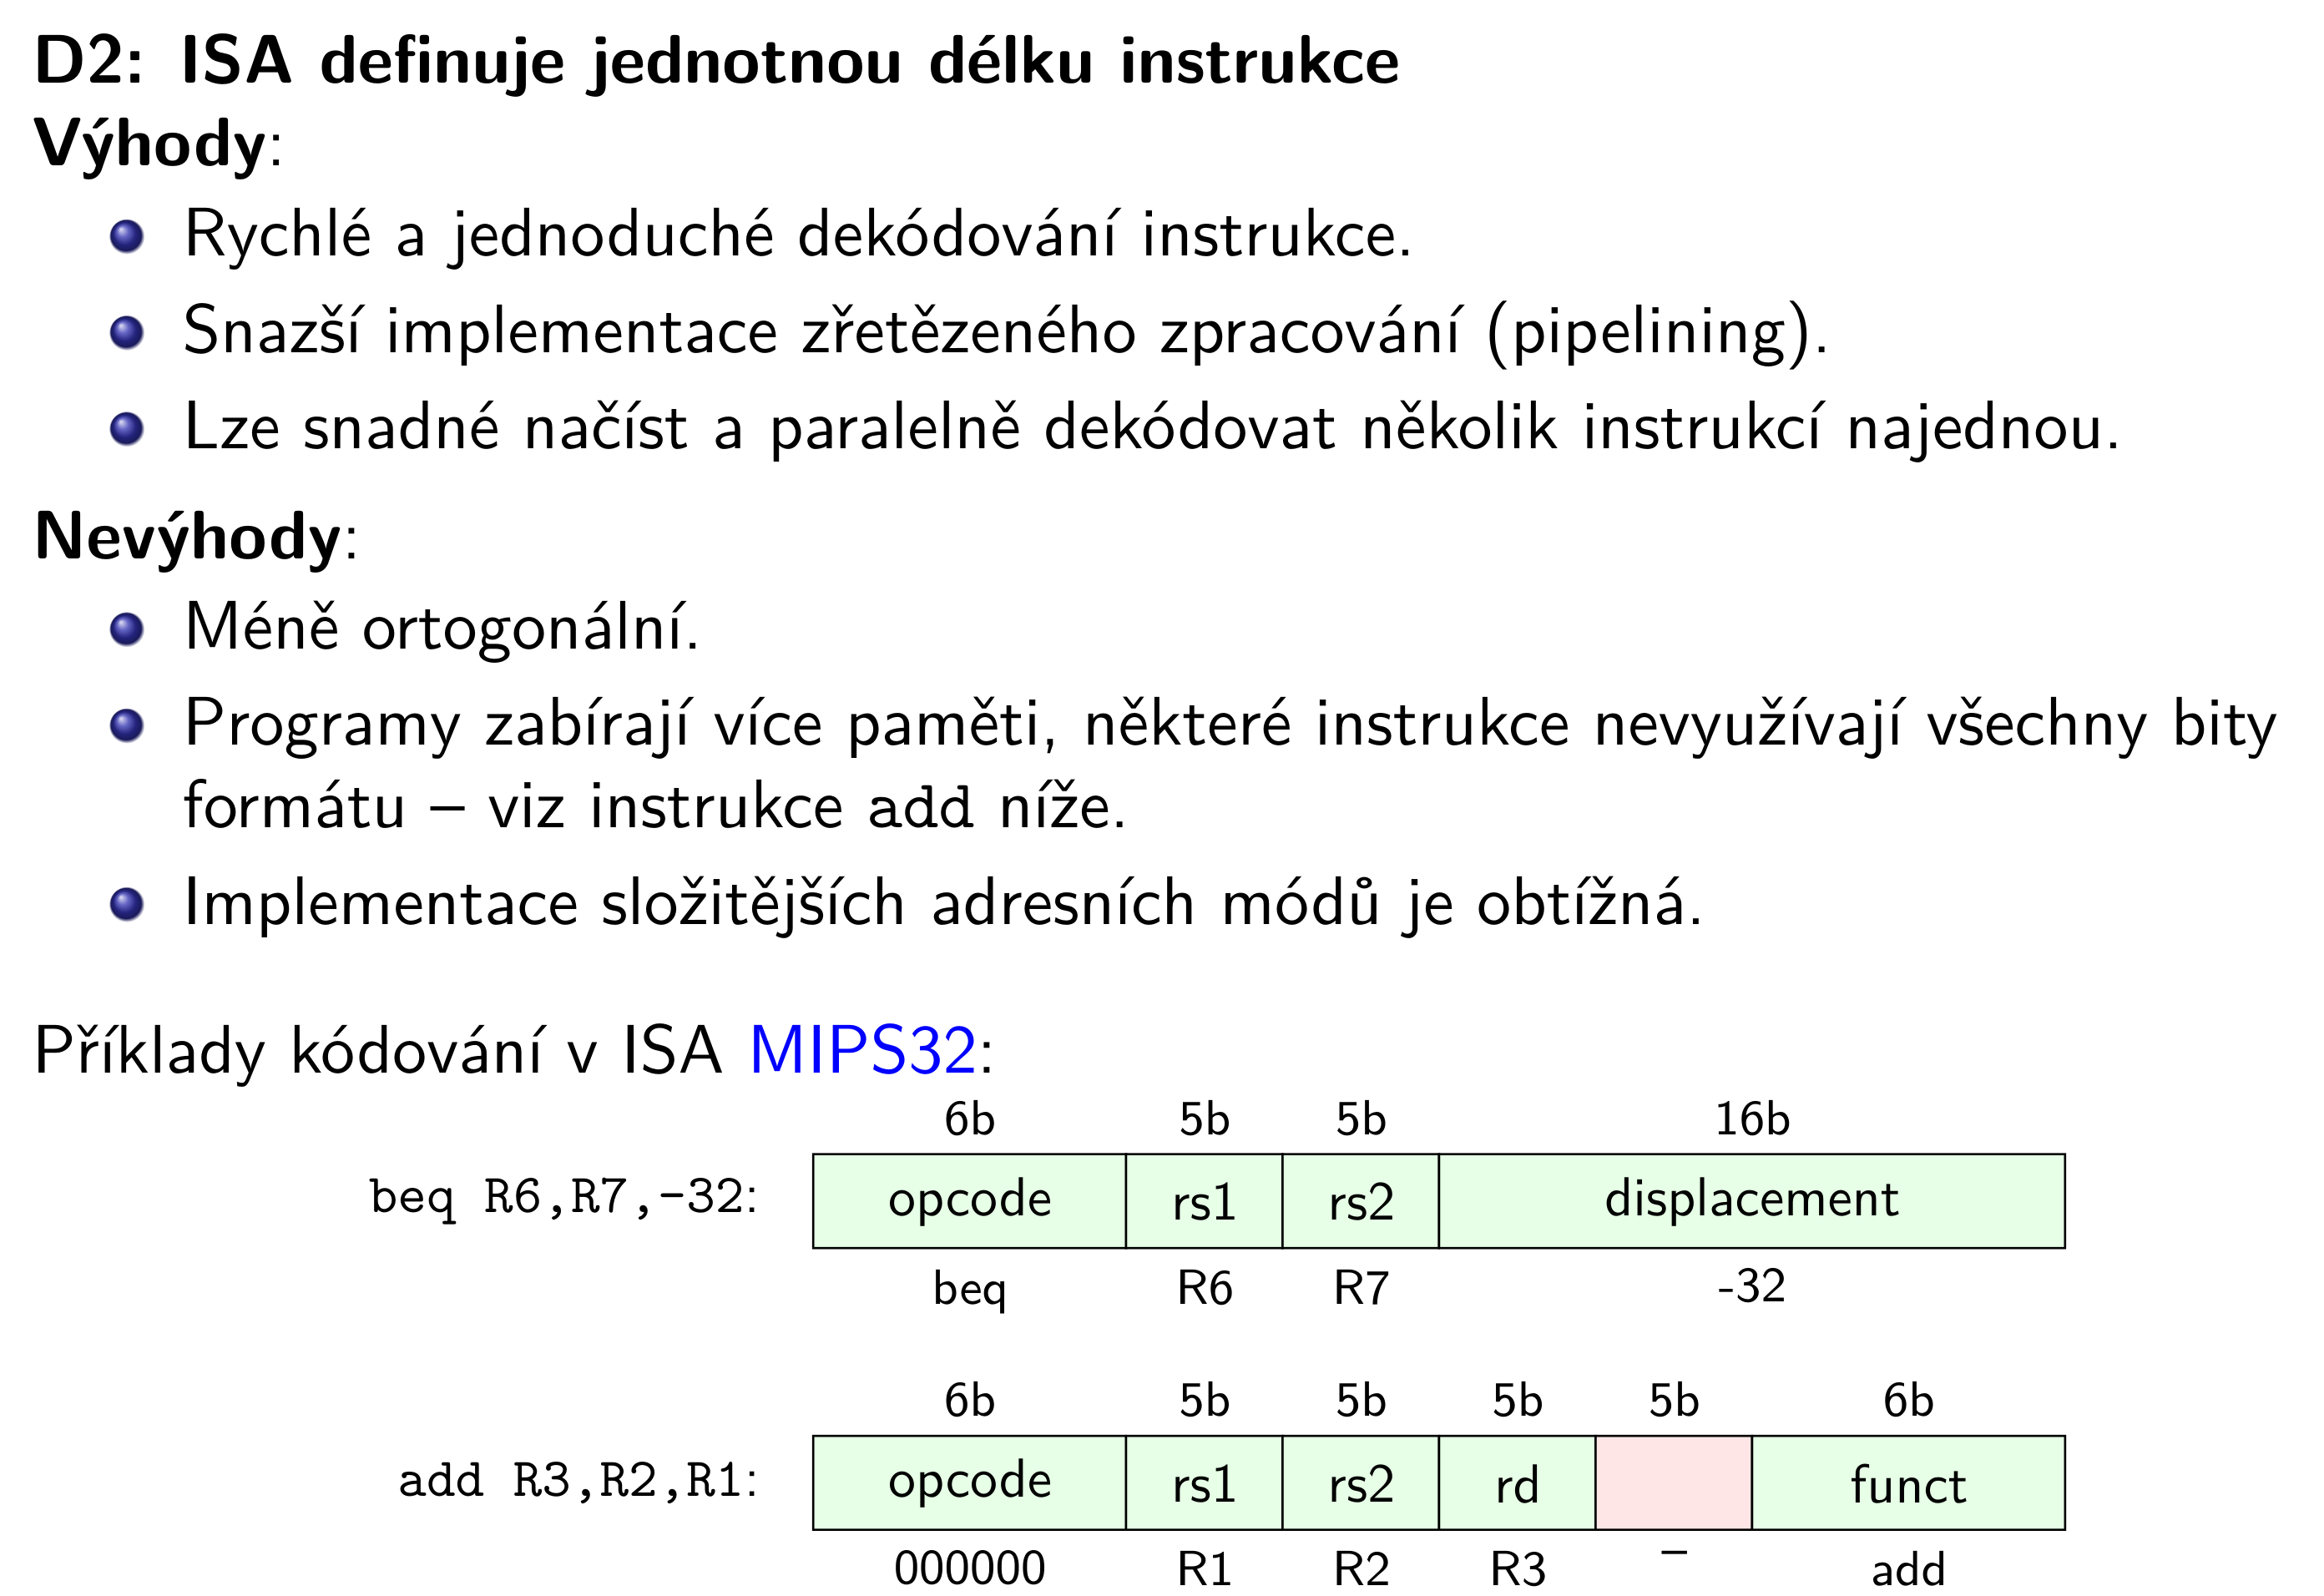 D2: ISA definuje jednotnou délku instrukce
Výhody:
Rychlé a jednoduché dekódování instrukce.
Snazší implementace zřetězeného zpracování (pipelining).
Lze snadné načíst a paralelně dekódovat několik instrukcí najednou.
Nevýhody:
Méně ortogonální.
Programy zabírají více paměti, některé instrukce nevyužívají všechny bity
formátu – viz instrukce add níže.
Implementace složitějších adresních módů je obtížná.
Příklady kódování v ISA MIPS32:
6b 5b 5b 16b
beq R6,R7,-32: opcode rs1 rs2 displacement
beq R6 R7 -32
6b 5b 5b 5b 5b 6b
add R3,R2,R1: opcode rs1 rs2 rd funct
000000 R1 R2 R3 – add